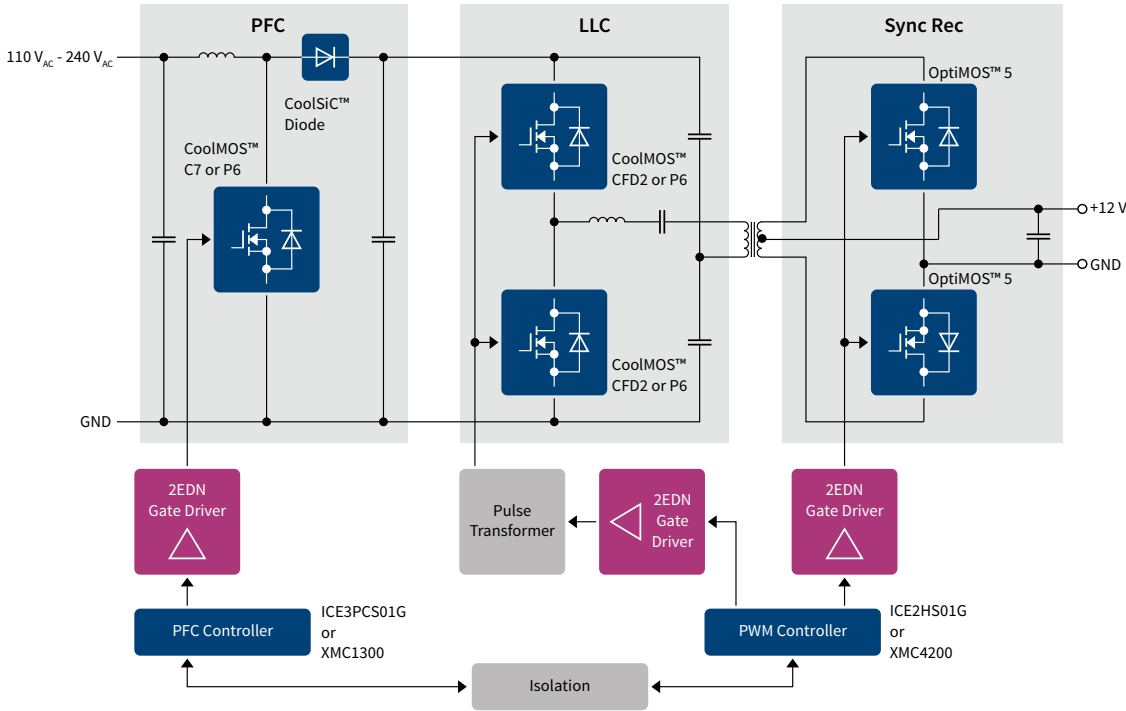 PFC
LLC
Sync Rec
110 VAC - 240 VAC
CoolSiC™
Diode
OptiMOS™ 5
CoolMOS™
C7 or P6
CoolMOS™
CFD2 or P6
+12 V
GND
OptiMOS™ 5
CoolMOS™
CFD2 or P6
GND
2EDN
Gate Driver
Pulse
Transformer
2EDN
Gate
Driver
2EDN
Gate Driver
PFC Controller
ICE3PCS01G
or
XMC1300
PWM Controller
ICE2HS01G
or
XMC4200
Isolation